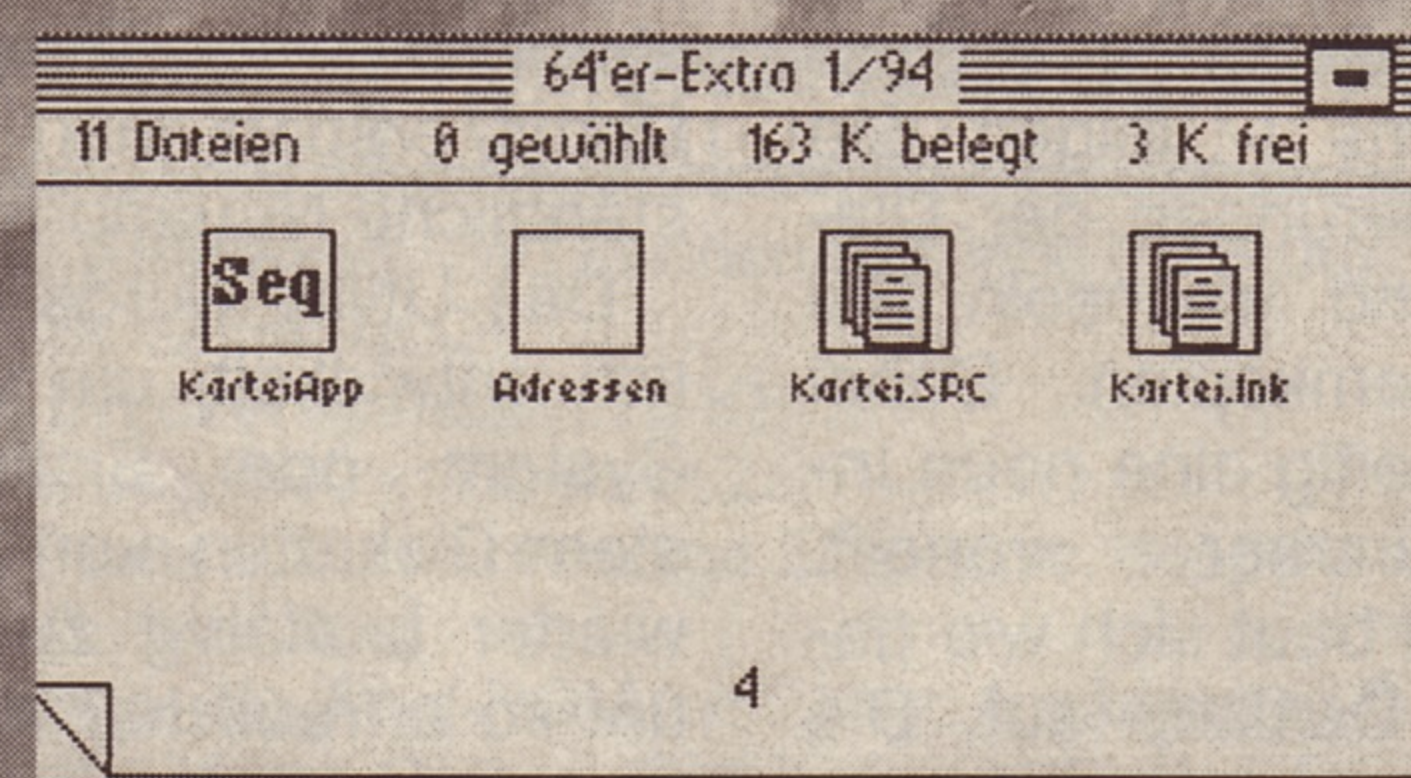 64'er-Extra 1/94
11 Dateien 0 gewählt 163 K belegt 3 K frei
Seq
KarteiApp Adressen Kartei.SRC Kartei.lnk
4